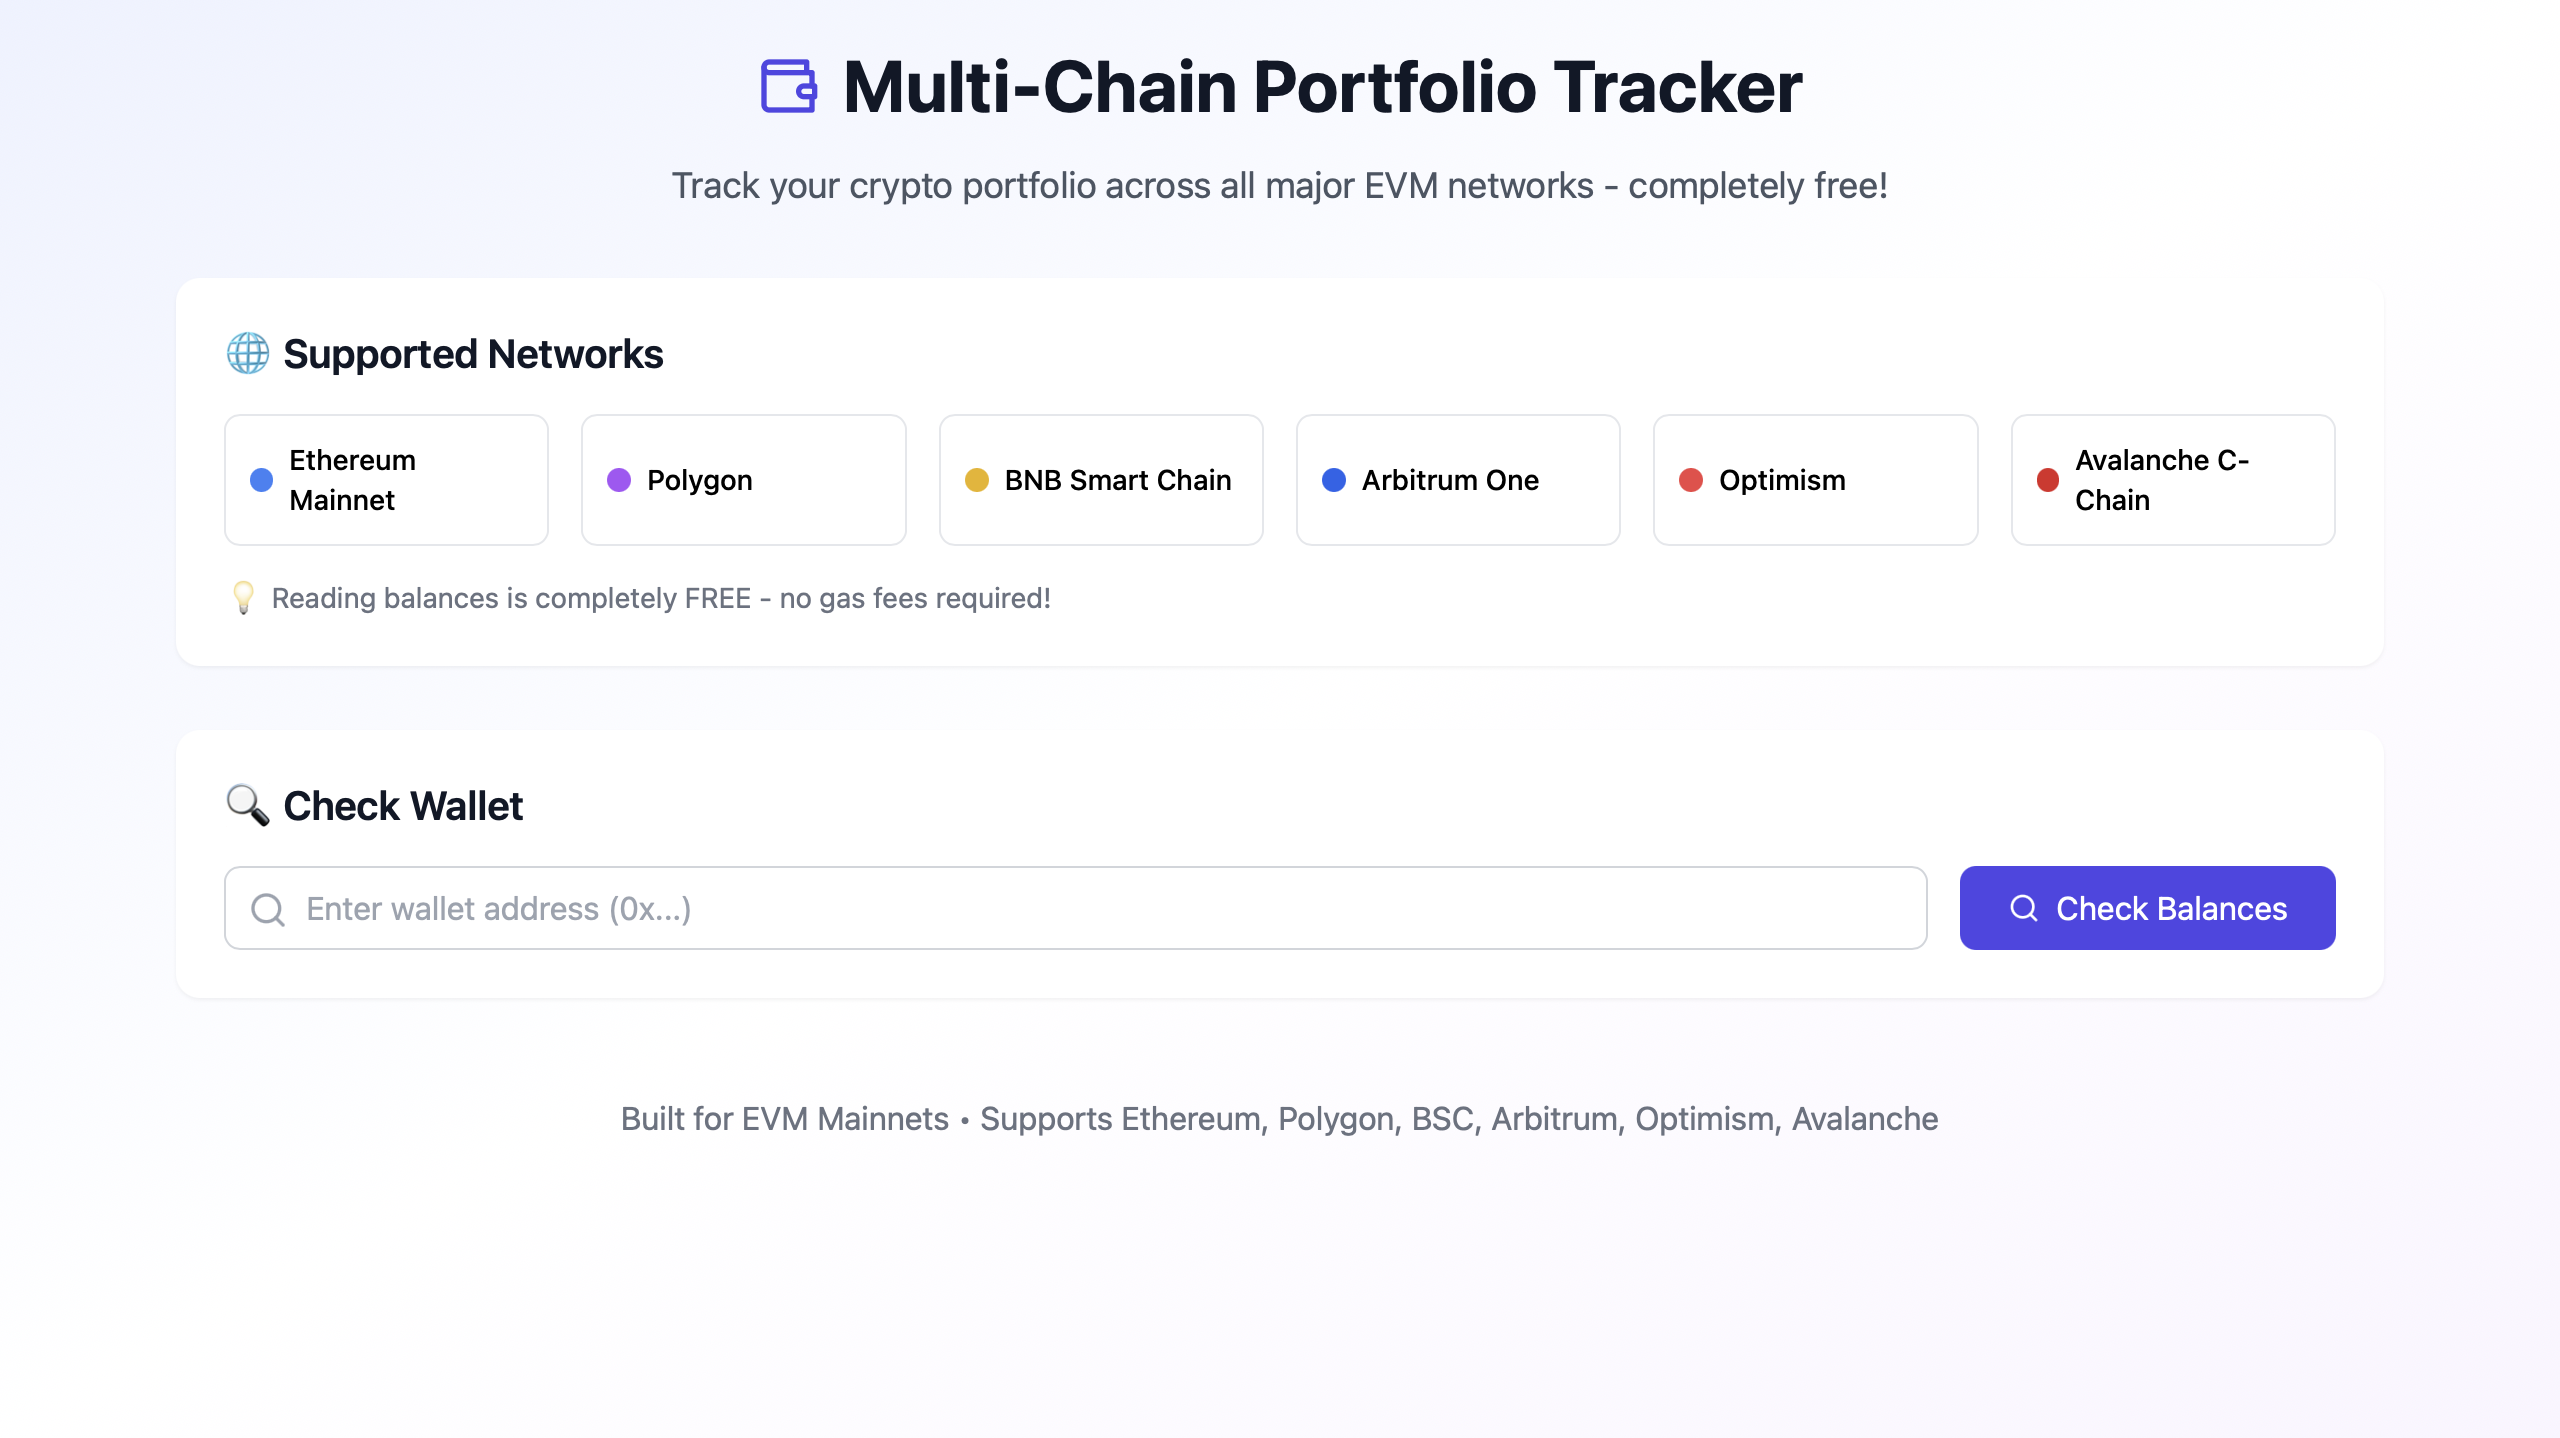 Multi-Chain Portfolio Tracker
Track your crypto portfolio across all major EVM networks - completely free!
Supported Networks
Ethereum
Mainnet
Polygon
BNB Smart Chain
Arbitrum One
Optimism
Avalanche C-
Chain
Reading balances is completely FREE - no gas fees required!
Check Wallet
Enter wallet address (0x...)
Check Balances
Built for EVM Mainnets • Supports Ethereum, Polygon, BSC, Arbitrum, Optimism, Avalanche